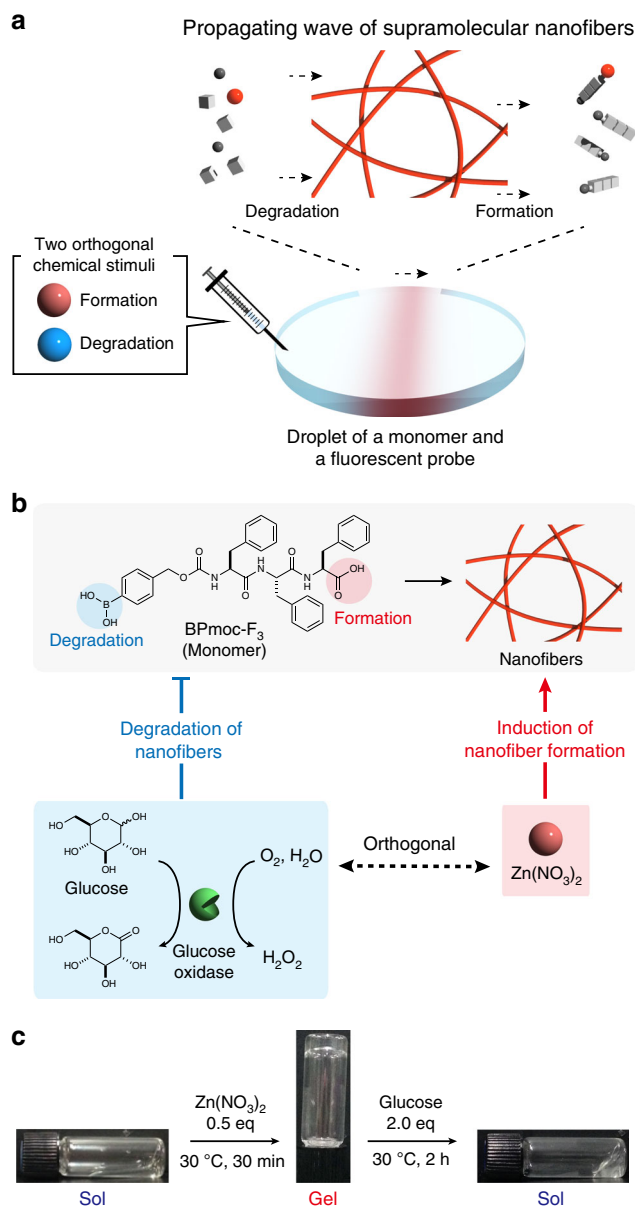 a
Propagating wave of supramolecular nanofibers
Degradation
Formation
Two orthogonal
chemical stimuli
Formation
Degradation
Droplet of a monomer and
a fluorescent probe
b
HO
B
OH
O
O
N
H
O
H
N
O
N
H
O
OH
Degradation
BPmoc-F3
(Monomer)
Formation
Nanofibers
Degradation of
nanofibers
Induction of
nanofiber formation
HO
O
OH
HO
OH
OH
Glucose
O2, H2O
Orthogonal
Zn(NO3)2
HO
O
O
HO
OH
OH
Glucose
oxidase
H2O2
c
Zn(NO3)2
0.5 eq
30 °C, 30 min
Glucose
2.0 eq
30 °C, 2 h
Sol
Gel
Sol